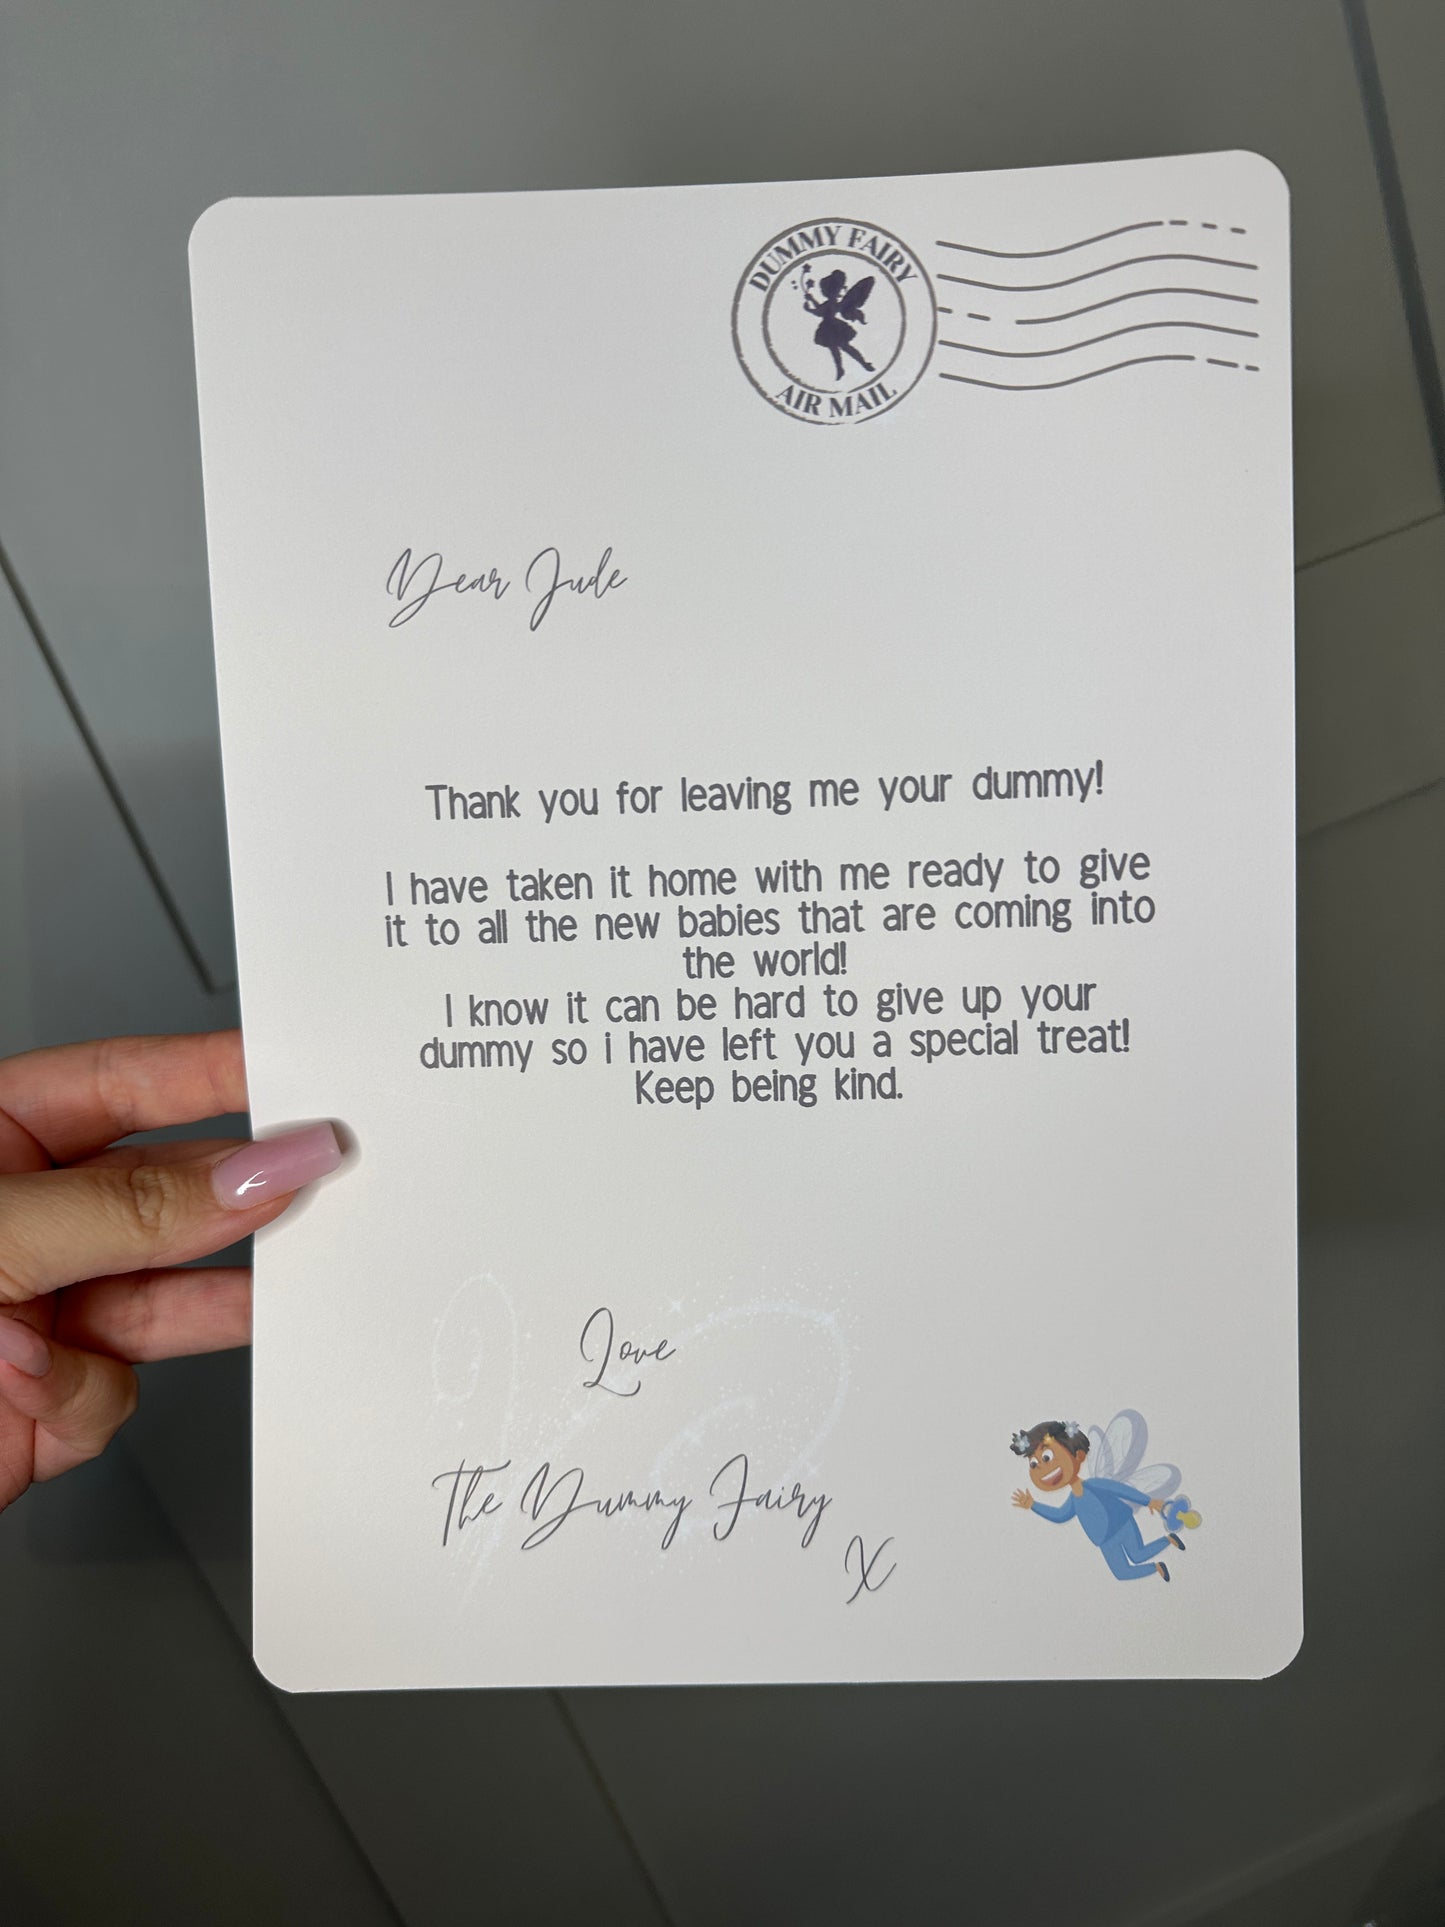 DUMMY FAIRY
AIR MAIL
Dear Jude
Thank you for leaving me your dummy!
I have taken it home with me ready to give
it to all the new babies that are coming into
the world!
I know it can be hard to give up your
dummy so i have left you a special treat!
Keep being kind.
Love
The Dummy Fairy
X